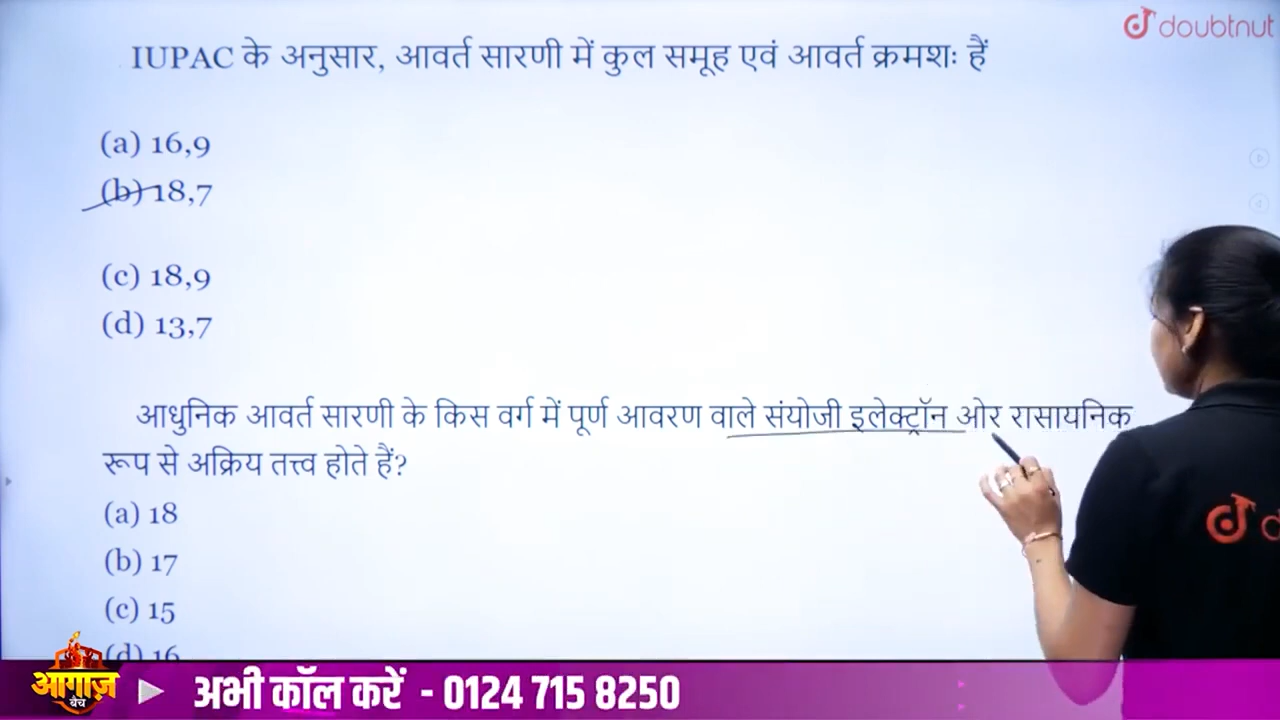 doubtnut
IUPAC के अनुसार, आवर्त सारणी में कुल समूह एवं आवर्त क्रमशः हैं
(a) 16,9
(b) 18,7
(c) 18,9
(d) 13,7
आधुनिक आवर्त सारणी के किस वर्ग में पूर्ण आवरण वाले संयोजी इलेक्ट्रॉन ओर रासायनिक
रूप से अक्रिय तत्त्व होते हैं?
(a) 18
(b) 17
(c) 15
(d) 16
आगाज़
बैच
अभी कॉल करें - 0124 715 8250